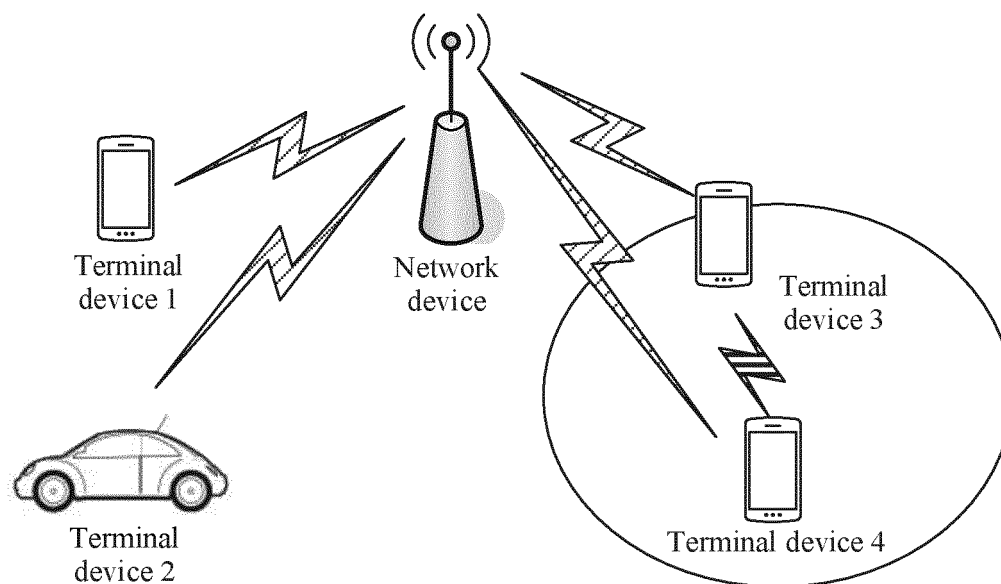 Terminal
device 1
Network
device
Terminal
device 3
Terminal
device 2
Terminal device 4